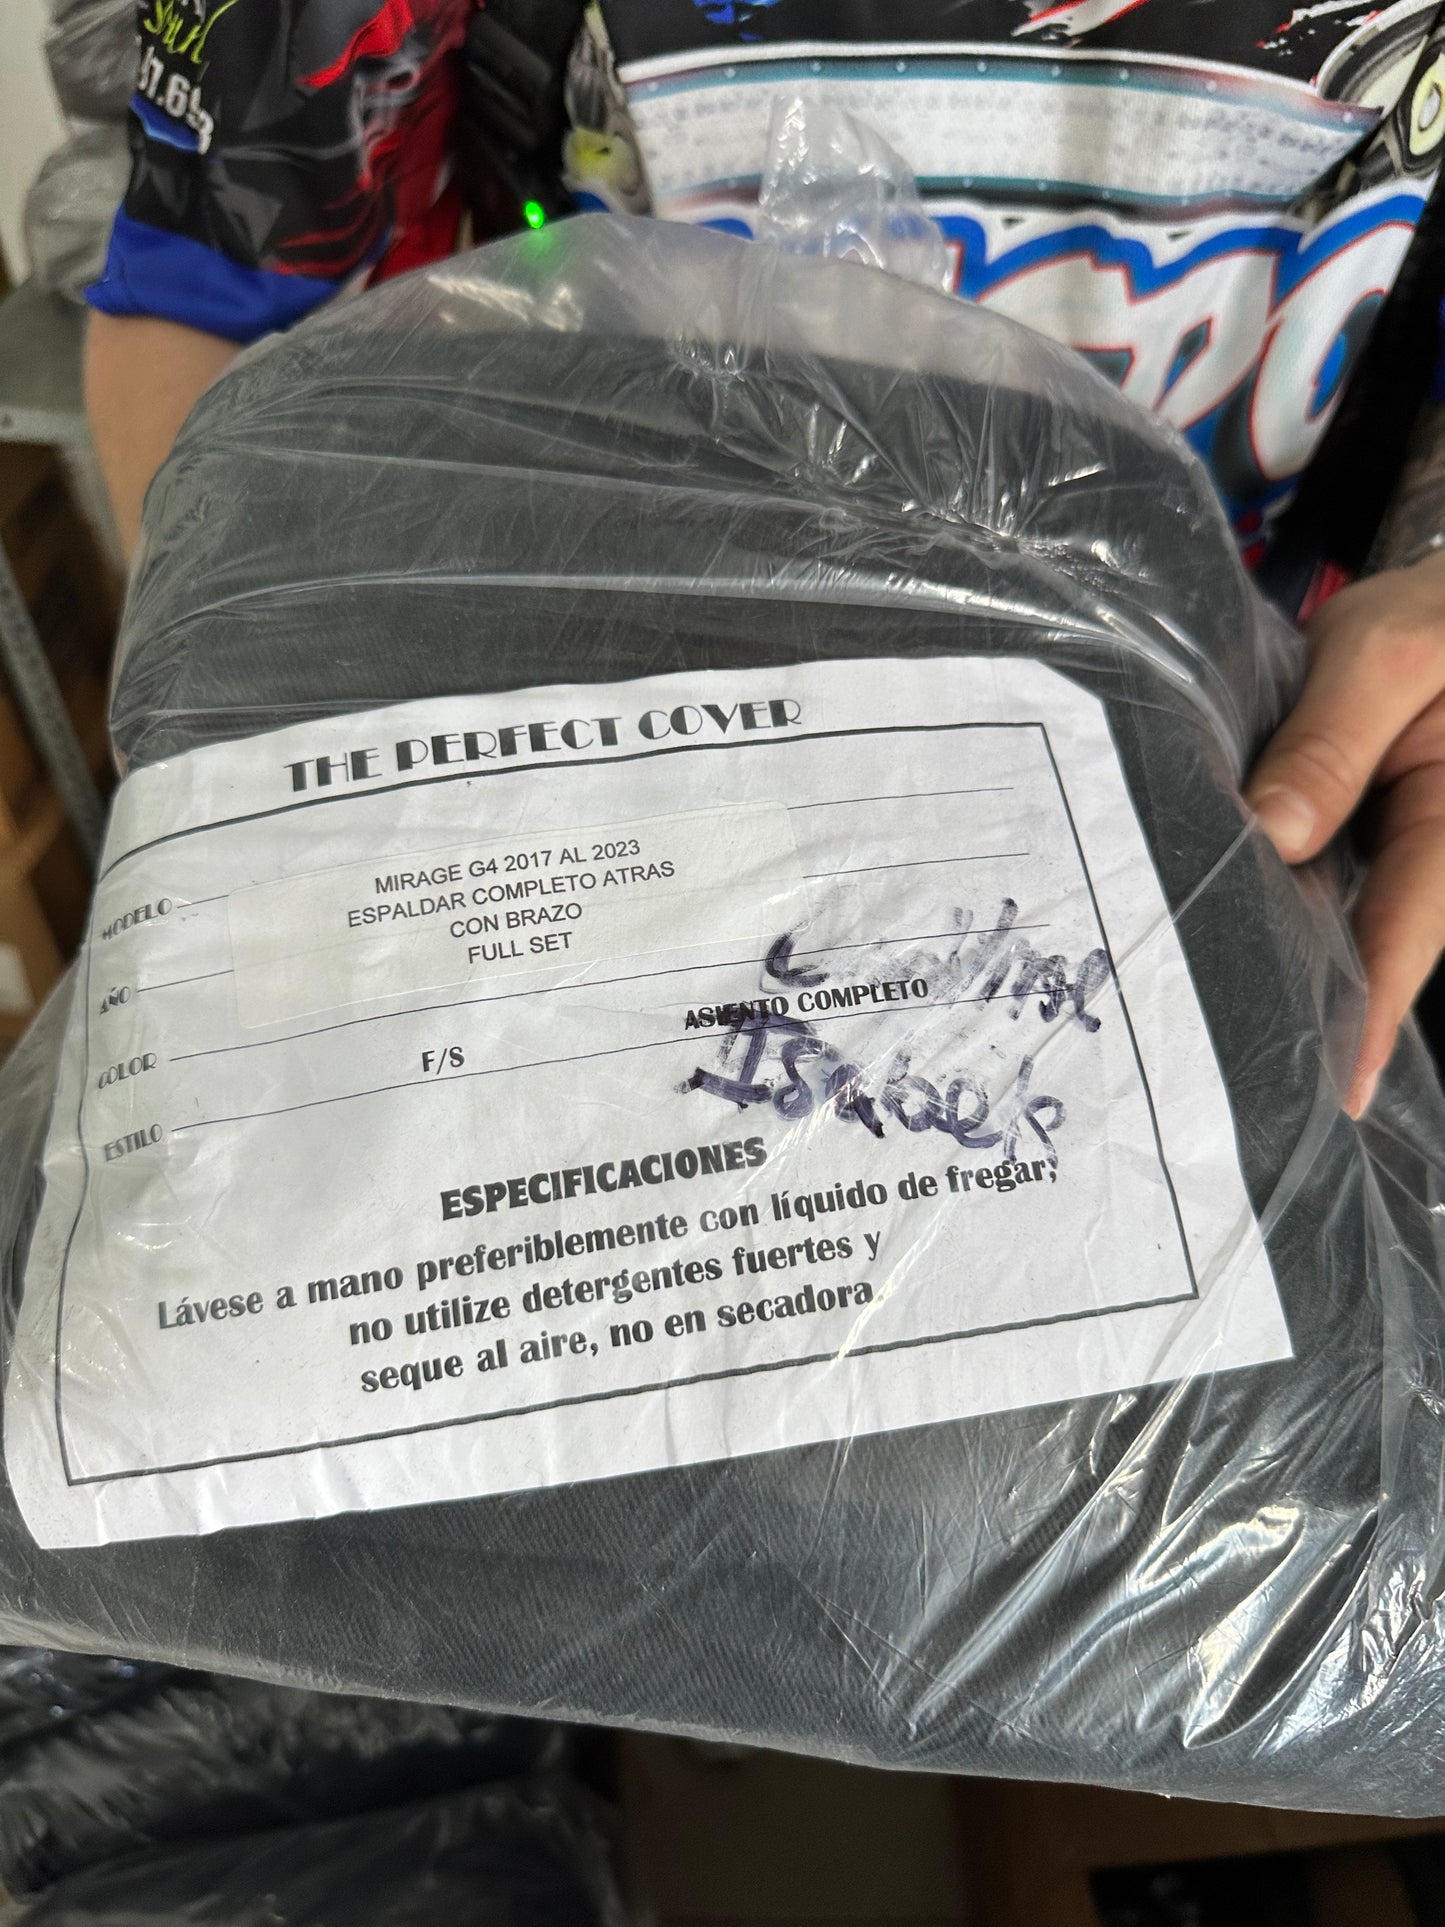 THE PERFECT COVER
MODELO
MIRAGE G4 2017 AL 2023
ESPALDAR COMPLETO ATRAS
CON BRAZO
FULL SET
AÑO
COLOR
F/S
ASIENTO COMPLETO
ESTILO
ESPECIFICACIONES
Lávese a mano preferiblemente con líquido de fregar;
no utilize detergentes fuertes y
seque al aire, no en secadora.